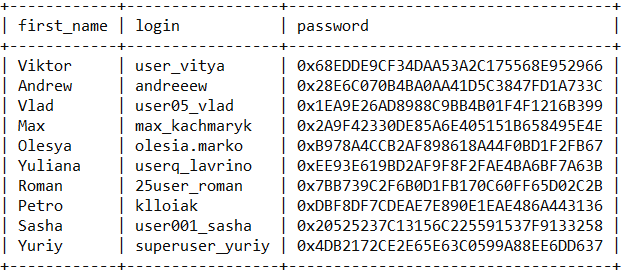 first_name | login | password
Viktor | user_vitya | 0x68EDDE9CF34DAA53A2C175568E952966
Andrew | andreeew | 0x28E6C070B4BA0AA41D5C3847FD1A733C
Vlad | user05_vlad | 0x1EA9E26AD8988C9BB4B01F4F1216B399
Max | max_kachmaryk | 0x2A9F42330DE85A6E405151B658495E4E
Olesya | olesia.marko | 0xB978A4CCB2AF898618A44F0BD1F2FB67
Yuliana | userq_lavrino | 0xEE93E619BD2AF9F8F2FAE4BA6BF7A63B
Roman | 25user_roman | 0x7BB739C2F6B0D1FB170C60FF65D02C2B
Petro | klloiak | 0xDBF8DF7CDEAE7E890E1EAE486A443136
Sasha | user001_sasha | 0x20525237C13156C225591537F9133258
Yuriy | superuser_yuriy | 0x4DB2172CE2E65E63C0599A88EE6DD637